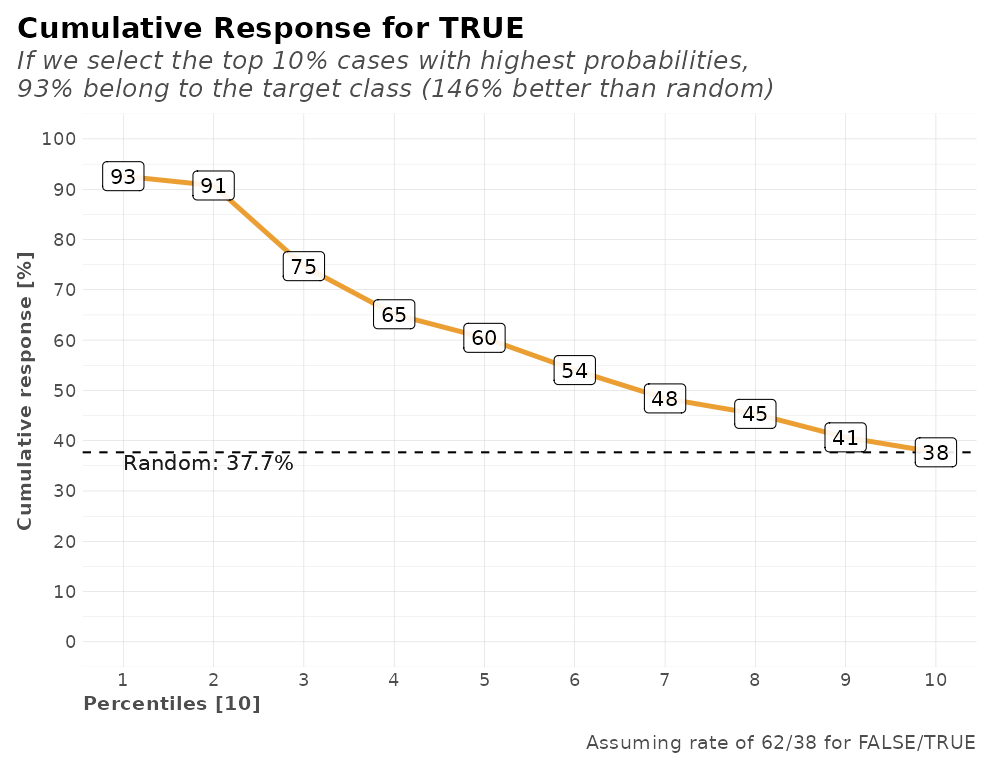 Cumulative Response for TRUE
If we select the top 10% cases with highest probabilities,
93% belong to the target class (146% better than random)
Cumulative response [%]
100
90
80
70
60
50
40
30
20
10
0
93
91
75
65
60
54
48
45
41
38
Random: 37.7%
1 2 3 4 5 6 7 8 9 10
Percentiles [10]
Assuming rate of 62/38 for FALSE/TRUE